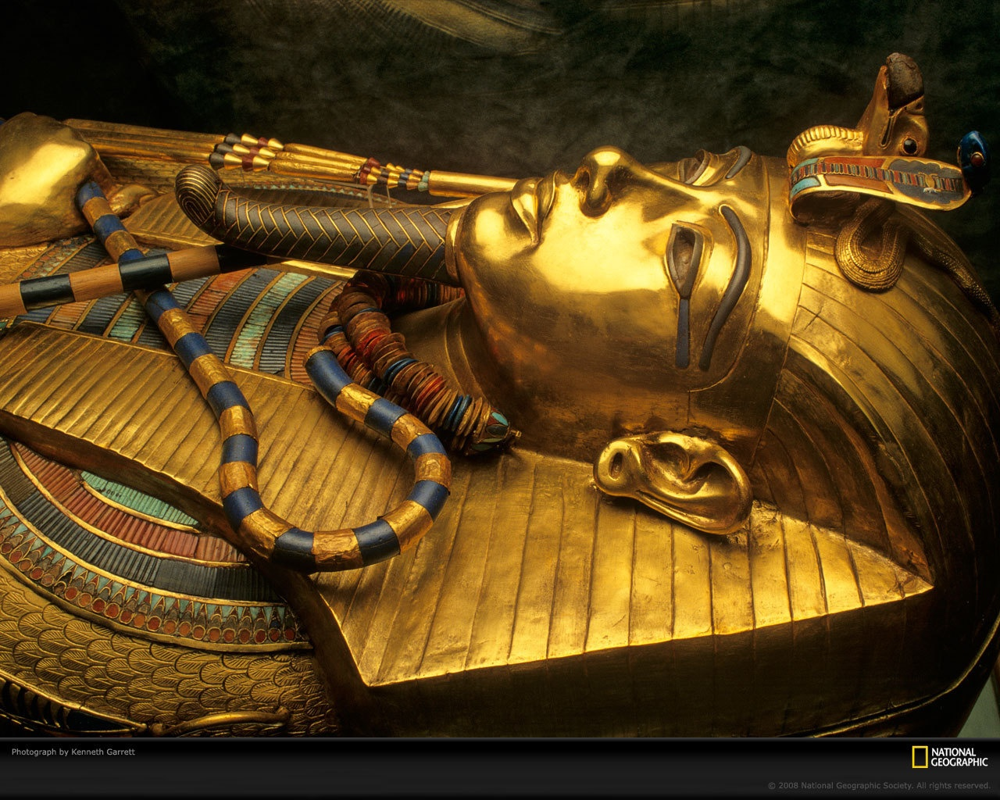 Photograph by Kenneth Garrett
NATIONAL
GEOGRAPHIC
© 2008 National Geographic Society. All rights reserved.